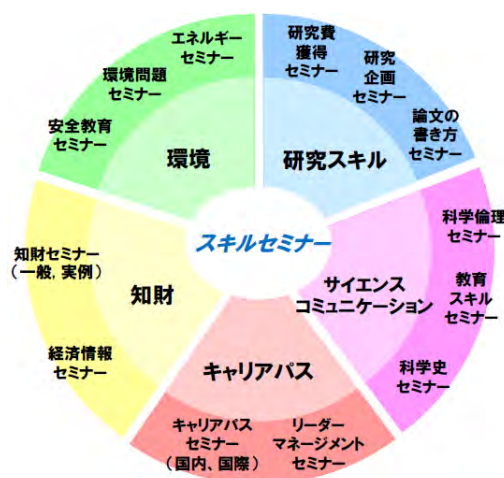 エネルギー
セミナー
環境問題
セミナー
安全教育
セミナー
環境
研究費
獲得
セミナー
研究
企画
セミナー
論文の
書き方
セミナー
研究スキル
スキルセミナー
科学倫理
セミナー
教育
スキル
セミナー
科学史
セミナー
サイエンス
コミュニケーション
知財セミナー
（一般，実例）
経済情報
セミナー
知財
キャリアパス
キャリアパス
セミナー
（国内、国際）
リーダー
マネージメント
セミナー